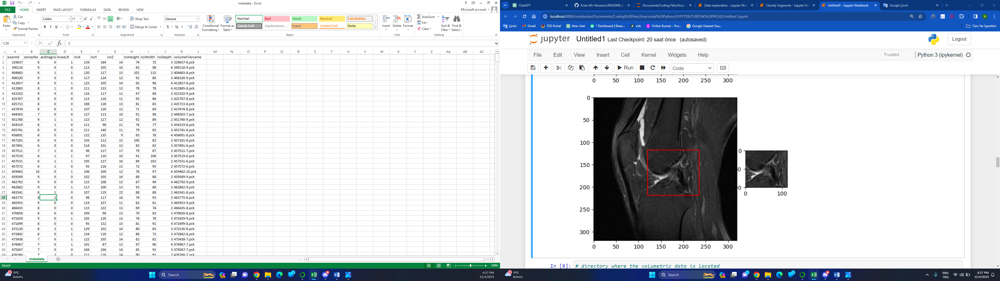 metadata - Excel
FILE HOME INSERT PAGE LAYOUT FORMULAS DATA REVIEW VIEW
Microsoft account
Cut
Copy
Format Painter
Paste
Clipboard
Calibri 11
Font
Wrap Text
Merge & Center
Alignment
General
Number
Conditional Formatting
Format as Table
Normal Bad Good Neutral Calculation
Check Cell Explanatory ... Input Linked Cell Note
Styles
Insert Delete Format
Cells
AutoSum
Fill
Clear
Sort & Filter
Find & Select
Editing
C28 fx 2
A B C D E F G H I J K L M N O P Q R S T U V W X Y Z AA AB AC
1 examId seriesNo aclDiagno kneeLR roiX roiY roiZ roiHeight roiWidth roiDepth volumeFilename
2 329637 8 0 1 139 184 14 74 72 3 329637-8.pck
3 390116 9 0 0 113 105 10 83 98 6 390116-9.pck
4 404663 8 1 1 120 117 15 101 115 2 404663-8.pck
5 406320 9 0 0 117 124 12 91 80 3 406320-9.pck
6 412857 8 0 1 122 105 14 83 98 4 412857-8.pck
7 412865 8 1 0 111 133 13 78 78 4 412865-8.pck
8 415102 9 0 0 116 117 11 67 68 2 415102-9.pck
9 425707 8 0 0 113 116 11 95 86 3 425707-8.pck
10 425713 8 0 0 108 128 13 81 83 2 425713-8.pck
11 437474 8 0 1 107 120 12 71 69 2 437474-8.pck
12 444503 7 0 0 127 113 10 91 98 2 444503-7.pck
13 451760 9 1 1 115 117 12 92 89 2 451760-9.pck
14 454319 8 1 0 111 98 11 74 77 3 454319-8.pck
15 455741 8 0 0 111 140 11 79 83 3 455741-8.pck
16 456691 8 0 1 122 135 9 83 78 4 456691-8.pck
17 457181 8 0 0 103 112 15 100 82 2 457181-8.pck
18 457491 6 0 0 114 101 13 83 82 3 457491-6.pck
19 457511 7 1 0 98 117 17 79 87 3 457511-7.pck
20 457519 6 1 1 97 110 10 91 108 3 457519-6.pck
21 457531 6 1 1 105 127 16 89 102 2 457531-6.pck
22 457572 6 1 0 93 116 13 72 95 2 457572-6.pck
23 459462 10 0 1 106 109 12 78 97 4 459462-10.pck
24 459569 9 0 0 102 105 16 88 88 2 459569-9.pck
25 462792 9 0 0 115 108 13 87 94 4 462792-9.pck
26 462862 9 0 1 117 100 13 93 86 3 462862-9.pck
27 463541 8 1 0 107 119 22 88 88 2 463541-8.pck
28 463773 8 2 0 98 117 16 74 93 3 463773-8.pck
29 465953 9 0 0 119 107 11 82 81 3 465953-9.pck
30 466435 8 0 0 115 122 13 69 74 2 466435-8.pck
31 470658 8 0 0 109 98 13 70 83 3 470658-8.pck
32 471659 9 0 1 105 120 13 76 76 3 471659-9.pck
33 471699 8 0 0 95 132 15 81 91 4 471699-8.pck
34 472130 8 2 1 129 102 14 80 85 3 472130-8.pck
35 472842 8 0 1 134 110 12 86 72 3 472842-8.pck
36 473438 7 0 1 122 105 14 82 82 3 473438-7.pck
37 474967 7 0 1 101 87 13 97 96 4 474967-7.pck
38 475047 7 0 0 104 104 14 85 93 3 475047-7.pck
39 476260 7 2 0 111 116 14 90 91 2 476260-7.pck
metadata
READY 100%
11°C
Bulutlu
Search
6:27 PM
12/4/2023
ChatGPT
Knee-Mri-Research/README.m
Documents/Coding Files/Anaco
Data-exploration - Jupyter Not
Classify-Segments - Jupyter No
Untitled1 - Jupyter Notebook
Google Çeviri
localhost:8888/notebooks/Documents/Coding%20Files/Anaconda%20Python/JUPYTER/TUBITAK%20PROJE/Untitled1.ipynb
Çeviri Gmail TED Portal New chat * Dashboard | Khan... edx Online Kurslar - Pro... Google Dataset Sea... Tüm Yer İşaretleri
jupyter Untitled1 Last Checkpoint: 20 saat önce (autosaved)
Logout
File Edit View Insert Cell Kernel Widgets Help
Trusted Python 3 (ipykernel)
Run Code
0 50 100 150 200 250 300
0
50
100
150
200
250
300
0 50 100 150 200 250 300
0
0
0
0 100
In [8]: # directory where the volumetric data is located
11°C
Bulutlu
Search
ENG
TRQ
6:27 PM
12/4/2023